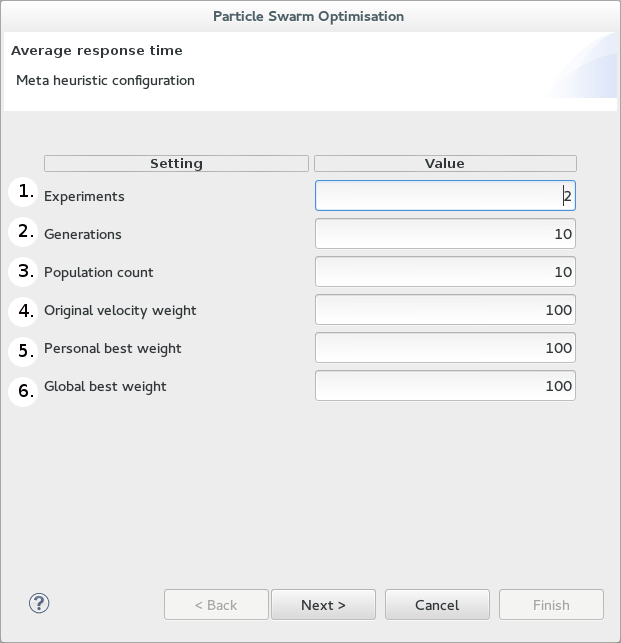 Particle Swarm Optimisation
Average response time
Meta heuristic configuration
Setting Value
1. Experiments 2
2. Generations 10
3. Population count 10
4. Original velocity weight 100
5. Personal best weight 100
6. Global best weight 100
? < Back Next > Cancel Finish